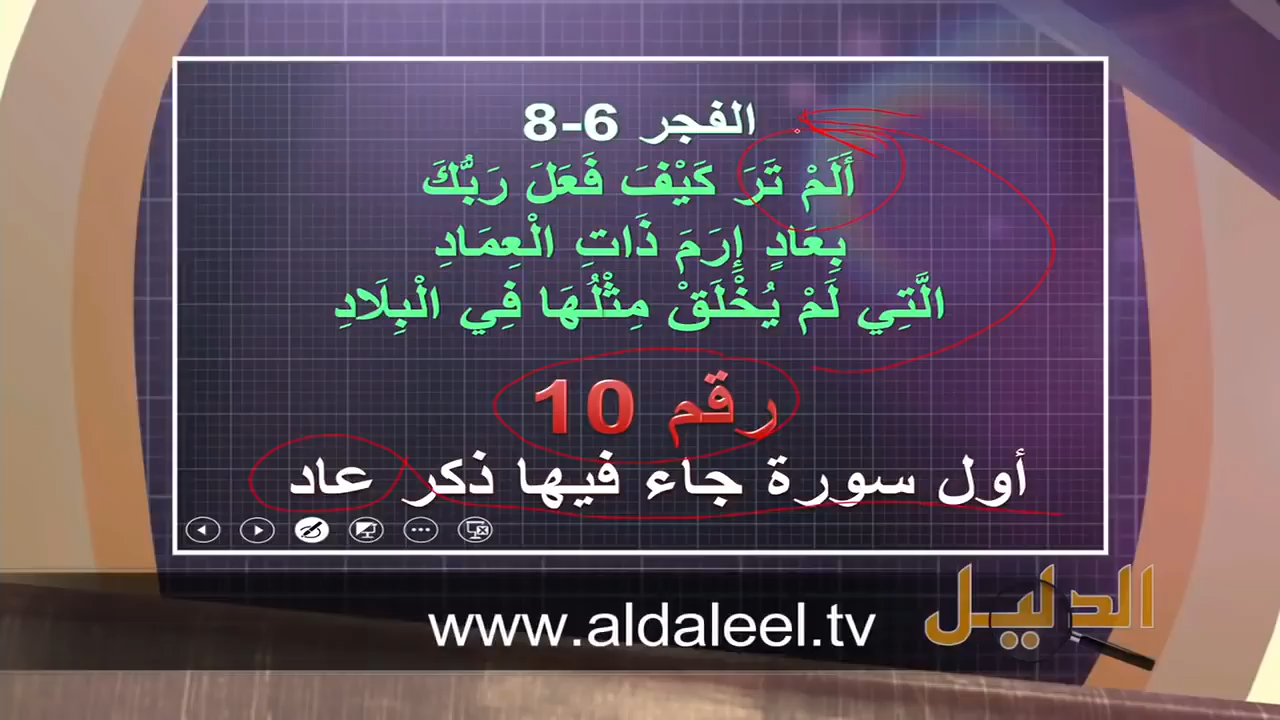 الفجر 6-8
أَلَمْ تَرَ كَيْفَ فَعَلَ رَبُّكَ
بِعَادٍ إِرَمَ ذَاتِ الْعِمَادِ
الَّتِي لَمْ يُخْلَقْ مِثْلُهَا فِي الْبِلَادِ
رقم 10
أول سورة جاء فيها ذكر عاد
الدليل
www.aldaleel.tv